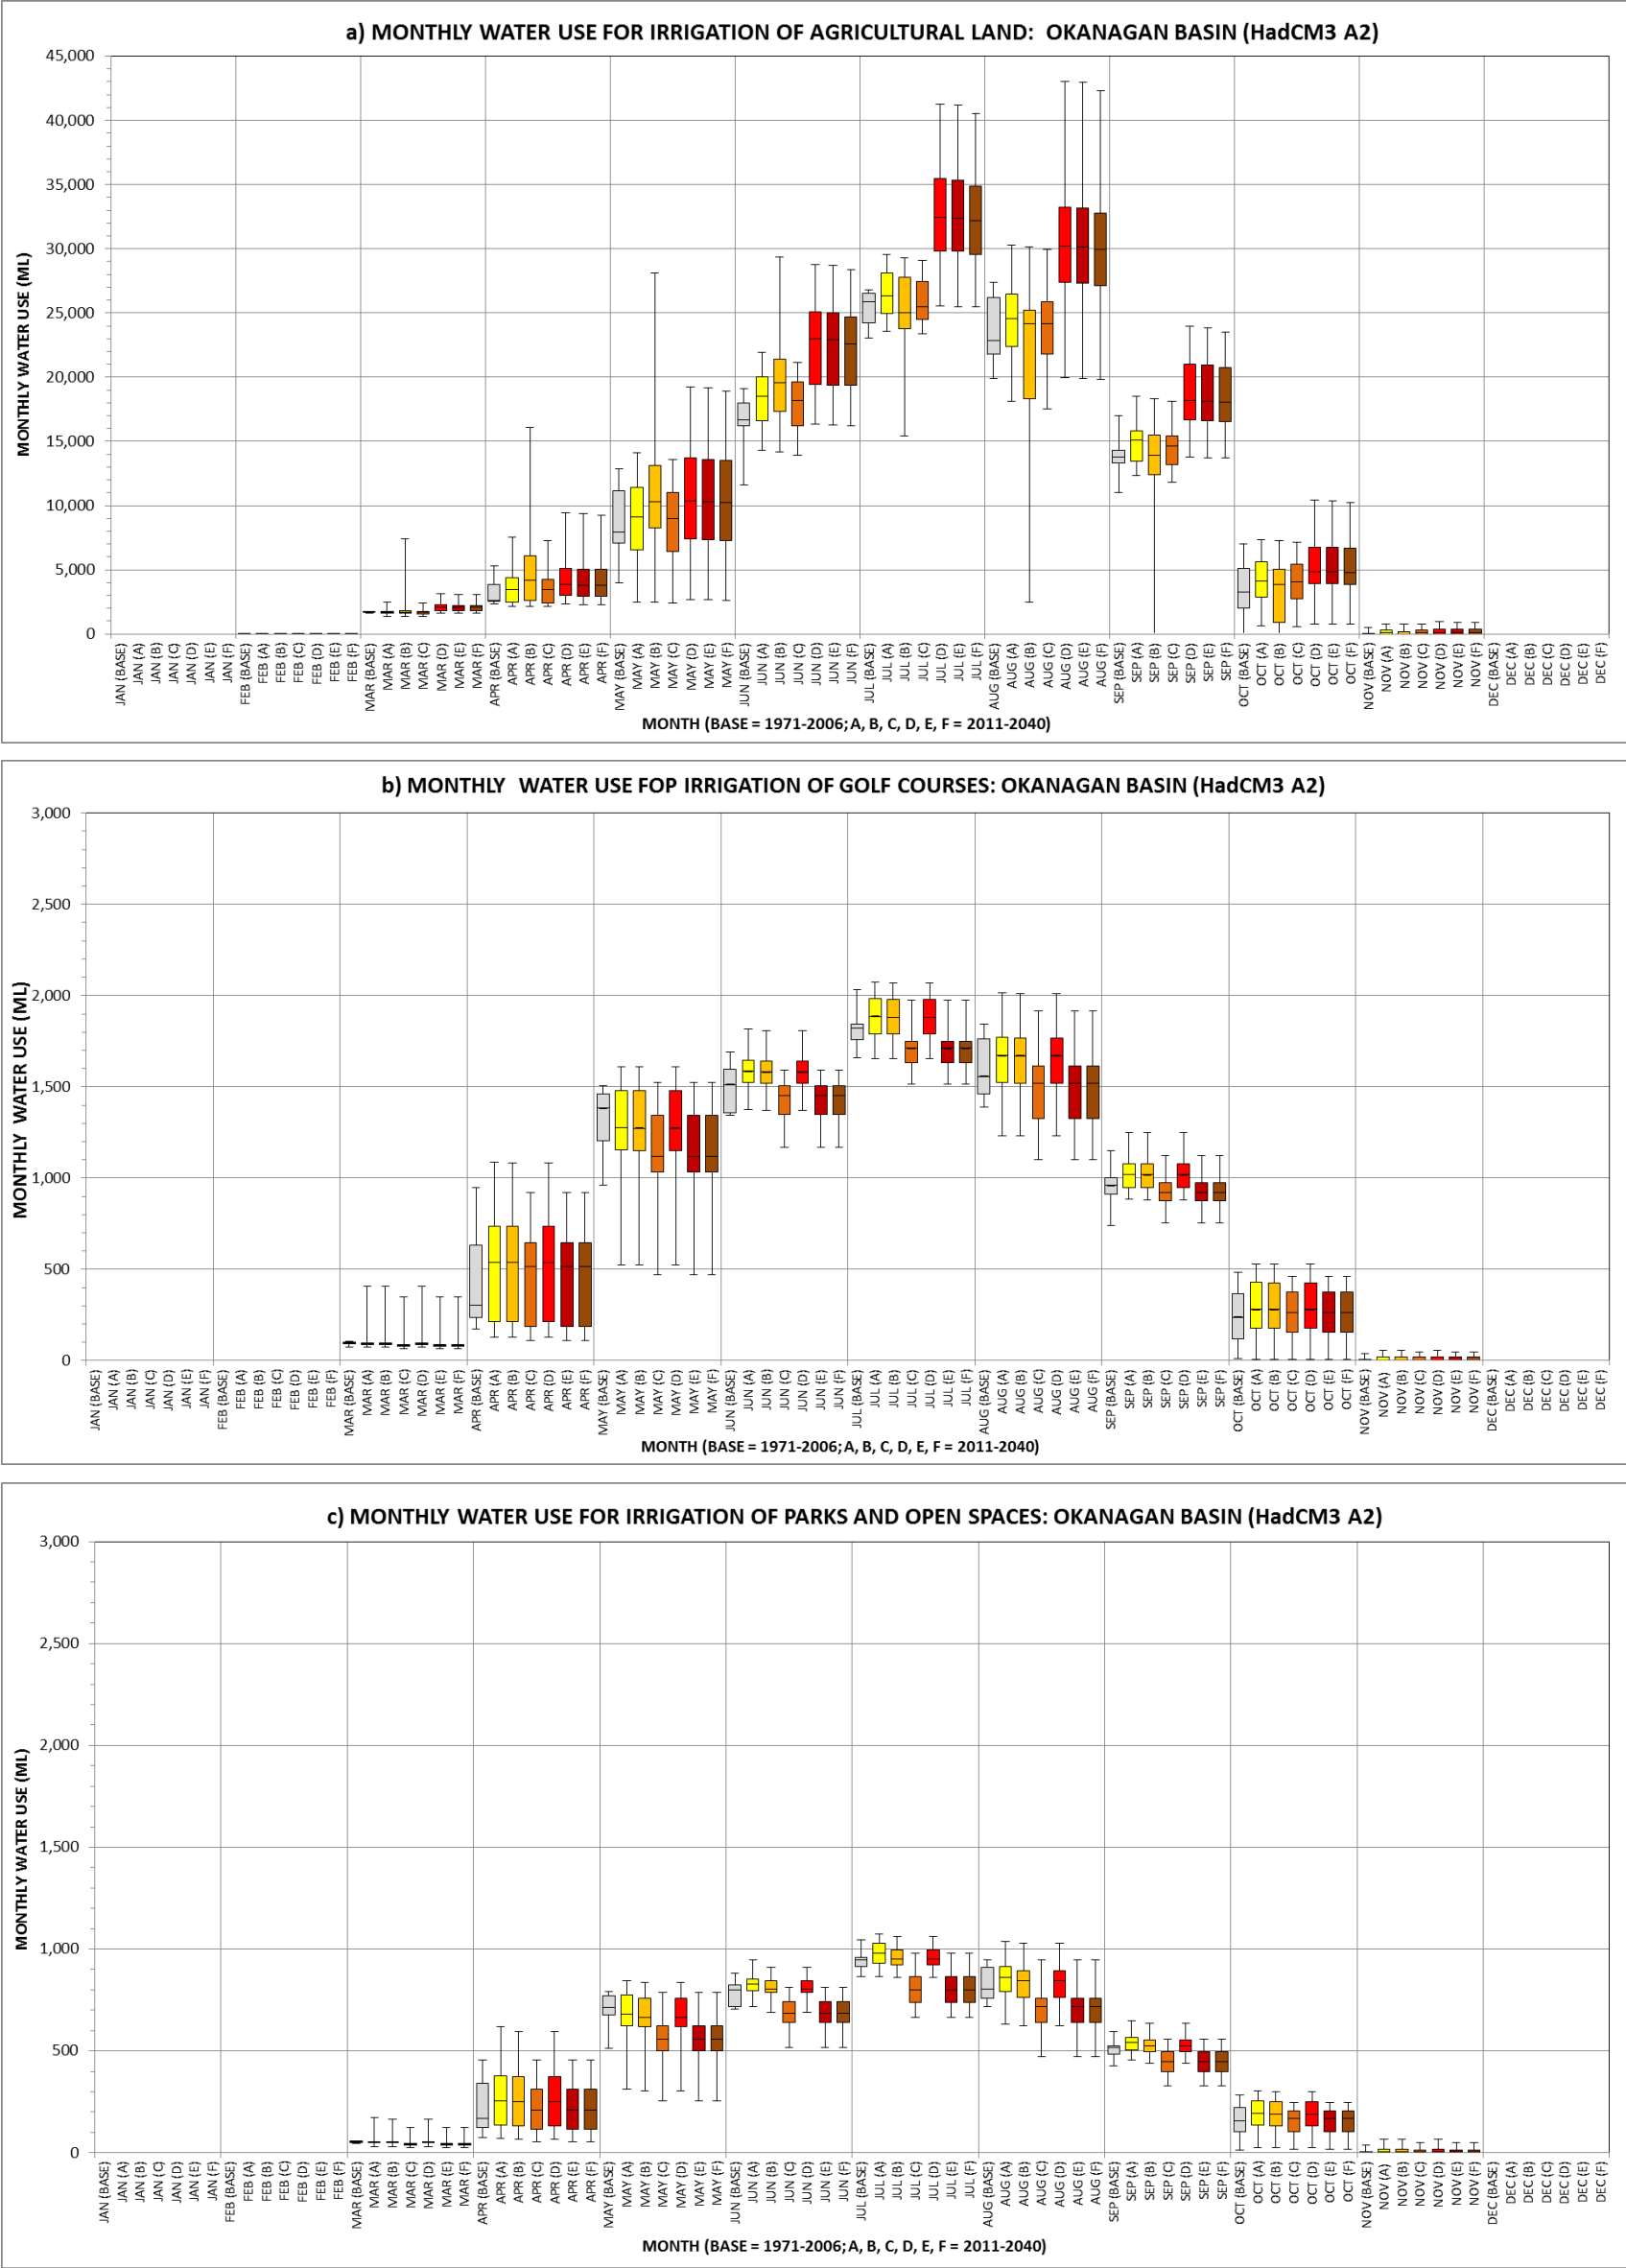 a) MONTHLY WATER USE FOR IRRIGATION OF AGRICULTURAL LAND: OKANAGAN BASIN (HadCM3 A2)
MONTHLY WATER USE (ML)
45,000
40,000
35,000
30,000
25,000
20,000
15,000
10,000
5,000
0
JAN (BASE) JAN (A) JAN (B) JAN (C) JAN (D) JAN (E) JAN (F) FEB (BASE) FEB (A) FEB (B) FEB (C) FEB (D) FEB (E) FEB (F) MAR (BASE) MAR (A) MAR (B) MAR (C) MAR (D) MAR (E) MAR (F) APR (BASE) APR (A) APR (B) APR (C) APR (D) APR (E) APR (F) MAY (BASE) MAY (A) MAY (B) MAY (C) MAY (D) MAY (E) MAY (F) JUN (BASE) JUN (A) JUN (B) JUN (C) JUN (D) JUN (E) JUN (F) JUL (BASE) JUL (A) JUL (B) JUL (C) JUL (D) JUL (E) JUL (F) AUG (BASE) AUG (A) AUG (B) AUG (C) AUG (D) AUG (E) AUG (F) SEP (BASE) SEP (A) SEP (B) SEP (C) SEP (D) SEP (E) SEP (F) OCT (BASE) OCT (A) OCT (B) OCT (C) OCT (D) OCT (E) OCT (F) NOV (BASE) NOV (A) NOV (B) NOV (C) NOV (D) NOV (E) NOV (F) DEC (BASE) DEC (A) DEC (B) DEC (C) DEC (D) DEC (E) DEC (F)
MONTH (BASE = 1971-2006; A, B, C, D, E, F = 2011-2040)
b) MONTHLY WATER USE FOP IRRIGATION OF GOLF COURSES: OKANAGAN BASIN (HadCM3 A2)
MONTHLY WATER USE (ML)
3,000
2,500
2,000
1,500
1,000
500
0
JAN (BASE) JAN (A) JAN (B) JAN (C) JAN (D) JAN (E) JAN (F) FEB (BASE) FEB (A) FEB (B) FEB (C) FEB (D) FEB (E) FEB (F) MAR (BASE) MAR (A) MAR (B) MAR (C) MAR (D) MAR (E) MAR (F) APR (BASE) APR (A) APR (B) APR (C) APR (D) APR (E) APR (F) MAY (BASE) MAY (A) MAY (B) MAY (C) MAY (D) MAY (E) MAY (F) JUN (BASE) JUN (A) JUN (B) JUN (C) JUN (D) JUN (E) JUN (F) JUL (BASE) JUL (A) JUL (B) JUL (C) JUL (D) JUL (E) JUL (F) AUG (BASE) AUG (A) AUG (B) AUG (C) AUG (D) AUG (E) AUG (F) SEP (BASE) SEP (A) SEP (B) SEP (C) SEP (D) SEP (E) SEP (F) OCT (BASE) OCT (A) OCT (B) OCT (C) OCT (D) OCT (E) OCT (F) NOV (BASE) NOV (A) NOV (B) NOV (C) NOV (D) NOV (E) NOV (F) DEC (BASE) DEC (A) DEC (B) DEC (C) DEC (D) DEC (E) DEC (F)
MONTH (BASE = 1971-2006; A, B, C, D, E, F = 2011-2040)
c) MONTHLY WATER USE FOR IRRIGATION OF PARKS AND OPEN SPACES: OKANAGAN BASIN (HadCM3 A2)
MONTHLY WATER USE (ML)
3,000
2,500
2,000
1,500
1,000
500
0
JAN (BASE) JAN (A) JAN (B) JAN (C) JAN (D) JAN (E) JAN (F) FEB (BASE) FEB (A) FEB (B) FEB (C) FEB (D) FEB (E) FEB (F) MAR (BASE) MAR (A) MAR (B) MAR (C) MAR (D) MAR (E) MAR (F) APR (BASE) APR (A) APR (B) APR (C) APR (D) APR (E) APR (F) MAY (BASE) MAY (A) MAY (B) MAY (C) MAY (D) MAY (E) MAY (F) JUN (BASE) JUN (A) JUN (B) JUN (C) JUN (D) JUN (E) JUN (F) JUL (BASE) JUL (A) JUL (B) JUL (C) JUL (D) JUL (E) JUL (F) AUG (BASE) AUG (A) AUG (B) AUG (C) AUG (D) AUG (E) AUG (F) SEP (BASE) SEP (A) SEP (B) SEP (C) SEP (D) SEP (E) SEP (F) OCT (BASE) OCT (A) OCT (B) OCT (C) OCT (D) OCT (E) OCT (F) NOV (BASE) NOV (A) NOV (B) NOV (C) NOV (D) NOV (E) NOV (F) DEC (BASE) DEC (A) DEC (B) DEC (C) DEC (D) DEC (E) DEC (F)
MONTH (BASE = 1971-2006; A, B, C, D, E, F = 2011-2040)